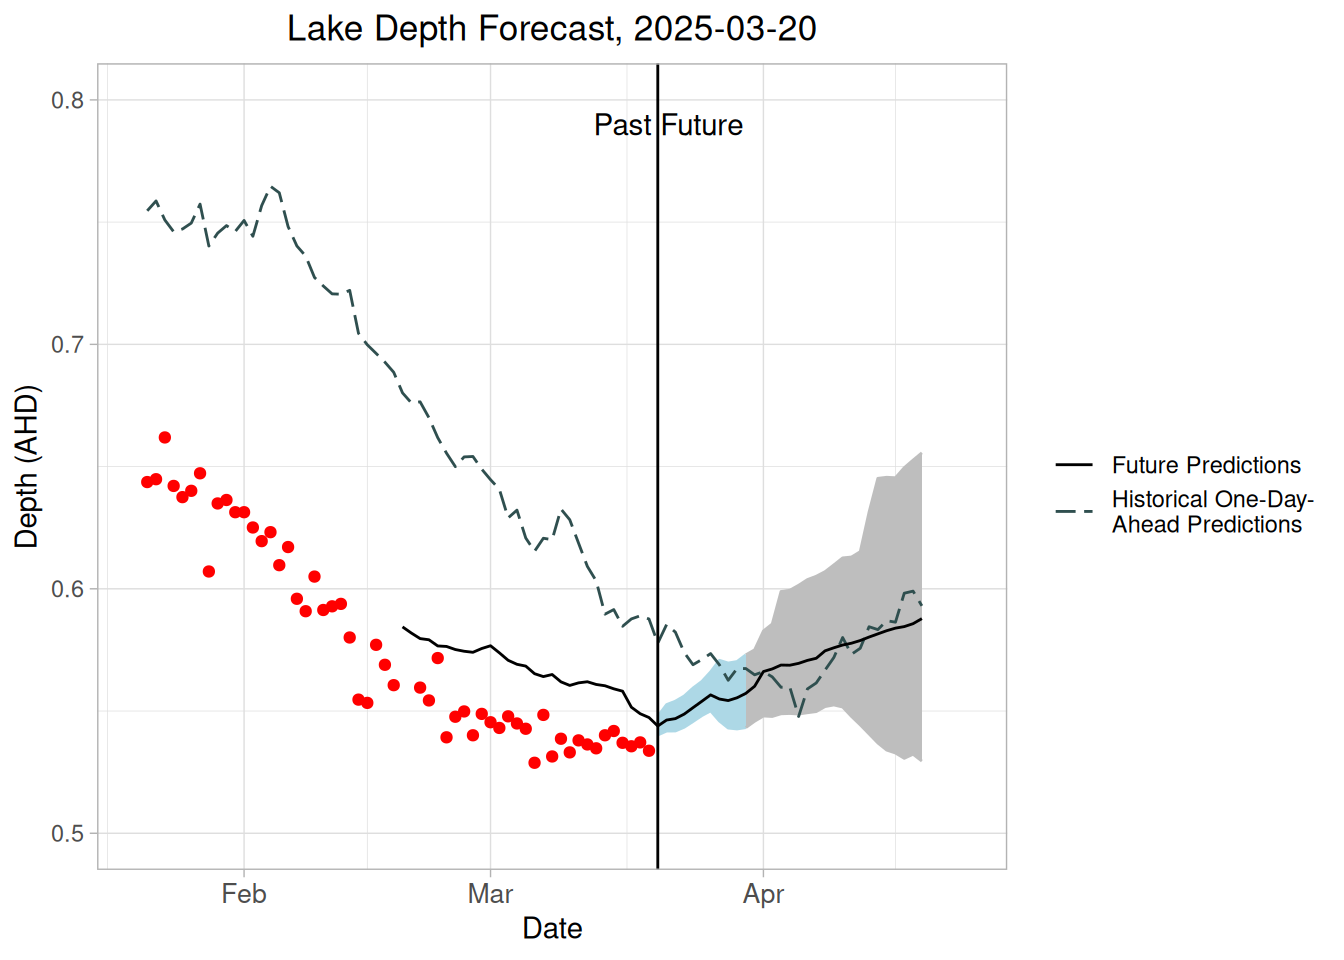 Lake Depth Forecast, 2025-03-20
Past Future
0.8
0.7
0.6
0.5
Depth (AHD)
Feb Mar Apr
Date
Future Predictions
Historical One-Day-
Ahead Predictions